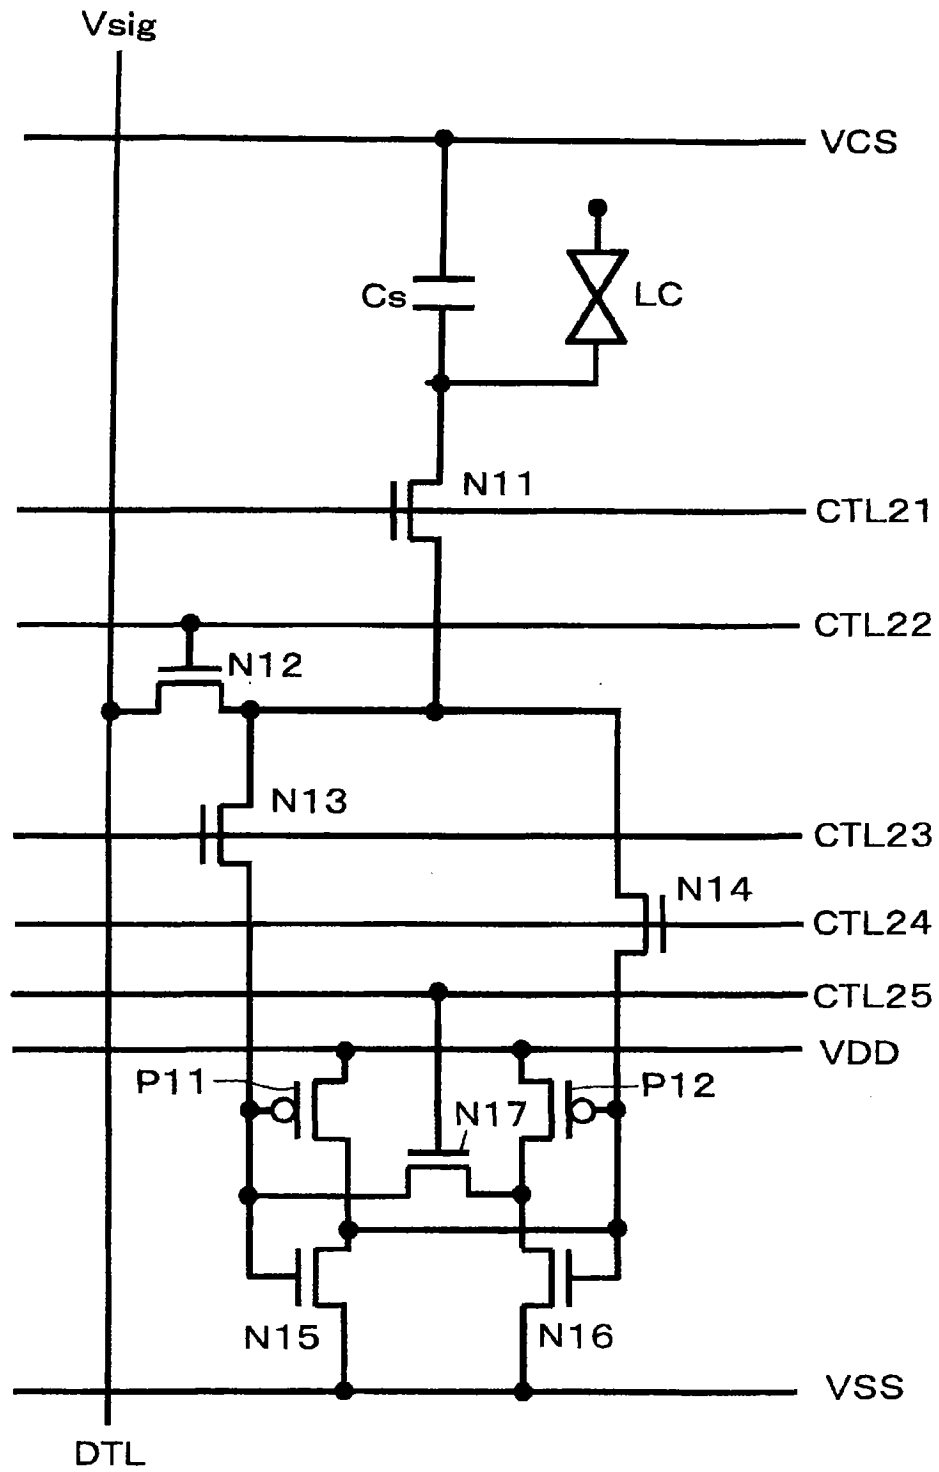 Vsig
VCS
Cs
LC
N11
CTL21
CTL22
N12
N13
CTL23
N14
CTL24
CTL25
VDD
P11
P12
N17
N15
N16
VSS
DTL